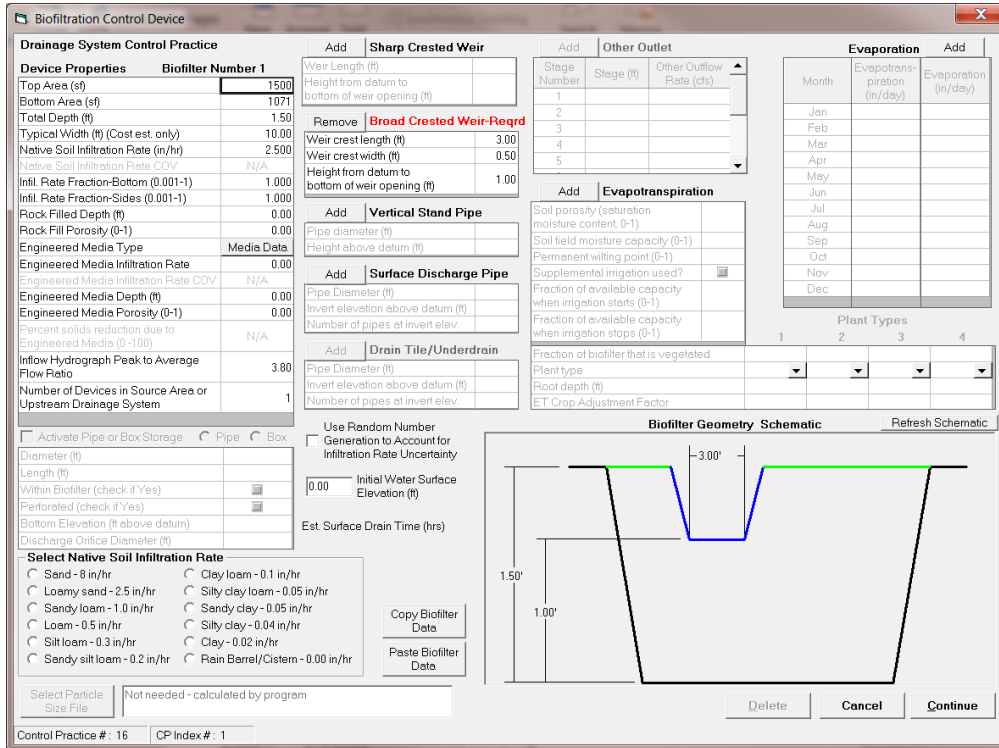 Biofiltration Control Device
X
Drainage System Control Practice
Device Properties Biofilter Number 1
Top Area (sf) 1500
Bottom Area (sf) 1071
Total Depth (ft) 1.50
Typical Width (ft) (Cost est. only) 10.00
Native Soil Infiltration Rate (in/hr) 2.500
Native Soil Infiltration Rate COV N/A
Infil. Rate Fraction-Bottom (0.001-1) 1.000
Infil. Rate Fraction-Sides (0.001-1) 1.000
Rock Filled Depth (ft) 0.00
Rock Fill Porosity (0-1) 0.00
Engineered Media Type Media Data
Engineered Media Infiltration Rate 0.00
Engineered Media Infiltration Rate COV N/A
Engineered Media Depth (ft) 0.00
Engineered Media Porosity (0-1) 0.00
Percent solids reduction due to
Engineered Media (0 -100) N/A
Inflow Hydrograph Peak to Average
Flow Ratio 3.80
Number of Devices in Source Area or
Upstream Drainage System 1
Activate Pipe or Box Storage Pipe Box
Diameter (ft)
Length (ft)
Within Biofilter (check if Yes)
Perforated (check if Yes)
Bottom Elevation (ft above datum)
Discharge Orifice Diameter (ft)
Select Native Soil Infiltration Rate
Sand - 8 in/hr Clay loam - 0.1 in/hr
Loamy sand - 2.5 in/hr Silty clay loam - 0.05 in/hr
Sandy loam - 1.0 in/hr Sandy clay - 0.05 in/hr
Loam - 0.5 in/hr Silty clay - 0.04 in/hr
Silt loam - 0.3 in/hr Clay - 0.02 in/hr
Sandy silt loam - 0.2 in/hr Rain Barrel/Cistern - 0.00 in/hr
Select Particle
Size File
Not needed - calculated by program
Control Practice #: 16 CP Index #: 1
Add Sharp Crested Weir
Weir Length (ft)
Height from datum to
bottom of weir opening (ft)
Remove Broad Crested Weir-Reqrd
Weir crest length (ft) 3.00
Weir crest width (ft) 0.50
Height from datum to
bottom of weir opening (ft) 1.00
Add Vertical Stand Pipe
Pipe diameter (ft)
Height above datum (ft)
Add Surface Discharge Pipe
Pipe Diameter (ft)
Invert elevation above datum (ft)
Number of pipes at invert elev.
Add Drain Tile/Underdrain
Pipe Diameter (ft)
Invert elevation above datum (ft)
Number of pipes at invert elev.
Use Random Number
Generation to Account for
Infiltration Rate Uncertainty
0.00 Initial Water Surface
Elevation (ft)
Est. Surface Drain Time (hrs)
Copy Biofilter
Data
Paste Biofilter
Data
Add Other Outlet
Stage
Number Stage (ft) Other Outflow
Rate (cfs)
1
2
3
4
5
Add Evapotranspiration
Soil porosity (saturation
moisture content, 0-1)
Soil field moisture capacity (0-1)
Permanent wilting point (0-1)
Supplemental irrigation used?
Fraction of available capacity
when irrigation starts (0-1)
Fraction of available capacity
when irrigation stops (0-1)
Fraction of biofilter that is vegetated
Plant type
Root depth (ft)
ET Crop Adjustment Factor
Evaporation Add
Month Evapotrans-
piration
(in/day) Evaporation
(in/day)
Jan
Feb
Mar
Apr
May
Jun
Jul
Aug
Sep
Oct
Nov
Dec
Plant Types
1 2 3 4
Biofilter Geometry Schematic Refresh Schematic
3.00'
1.50'
1.00'
Delete Cancel Continue